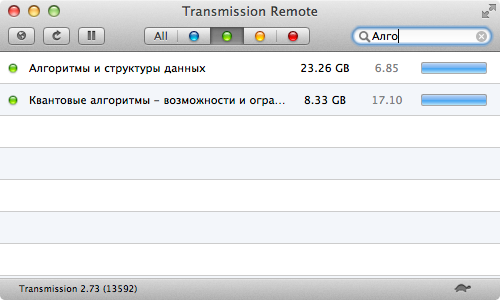 Transmission Remote
All
Алго
Алгоритмы и структуры данных 23.26 GB 6.85
Квантовые алгоритмы – возможности и огра... 8.33 GB 17.10
Transmission 2.73 (13592)